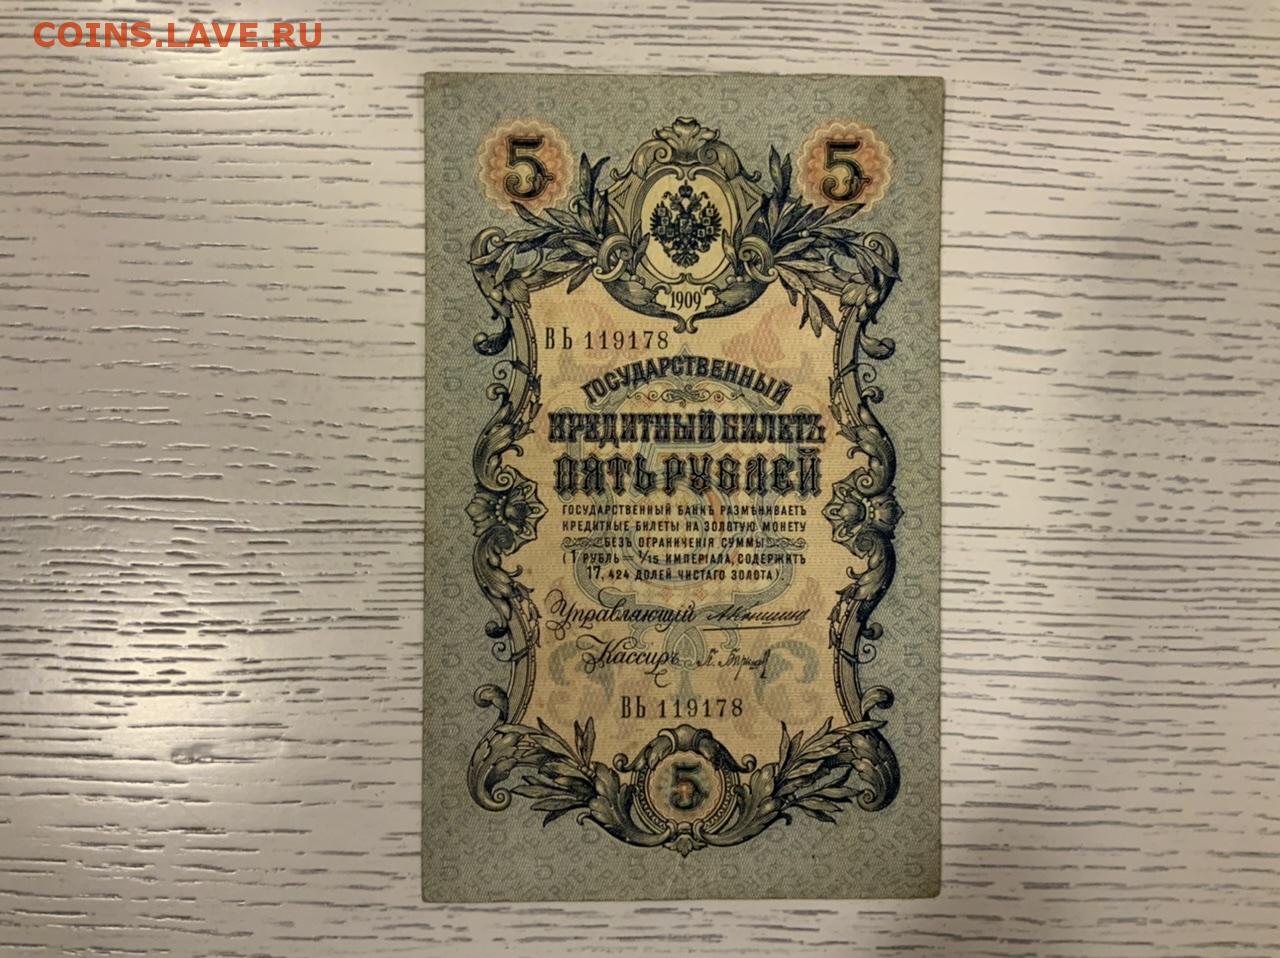 COINS.LAVE.RU
5 5
1909
ВЬ 119178
ГОСУДАРСТВЕННЫЙ
КРЕДИТНЫЙ БИЛЕТЪ
ПЯТЬ РУБЛЕЙ
ГОСУДАРСТВЕННЫЙ БАНКЪ РАЗМѢНИВАЕТЪ
КРЕДИТНЫЕ БИЛЕТЫ НА ЗОЛОТУЮ МОНЕТУ
БЕЗЪ ОГРАНИЧЕНІЯ СУММЫ
(1 РУБЛЬ = 1/15 ИМПЕРІАЛА, СОДЕРЖИТЪ
17,424 ДОЛЕЙ ЧИСТАГО ЗОЛОТА).
Управляющій
Кассиръ
ВЬ 119178
5